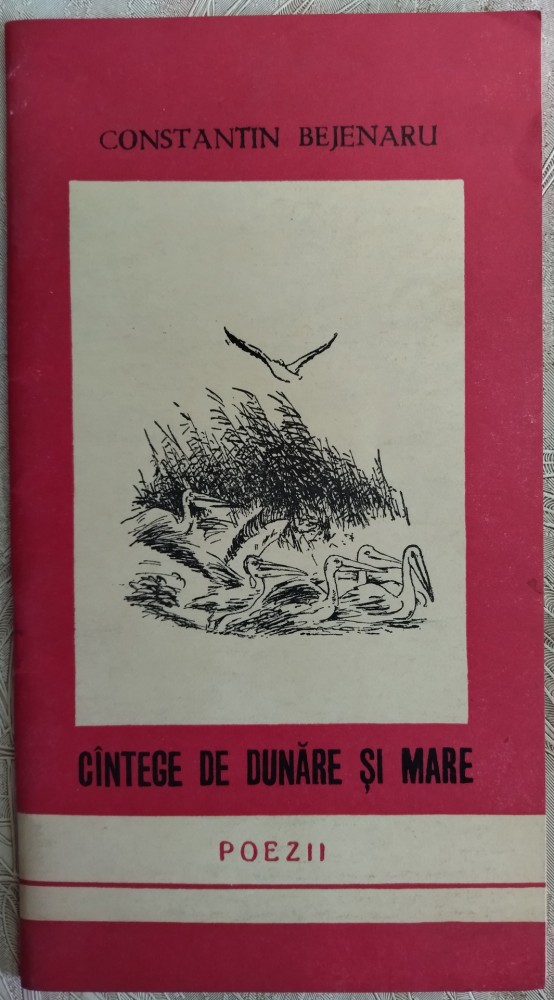 CONSTANTIN BEJENARU
CÎNTEGE DE DUNĂRE ȘI MARE
POEZII